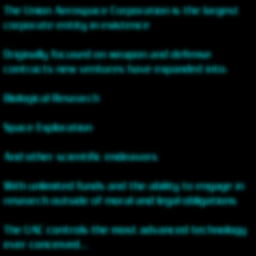 The Union Aerospace Corporation is the largest
corporate entity in existence
Originally focused on weapon and defense
contracts new ventures have expanded into:
Biological Research
Space Exploration
And other scientific endeavors.
With unlimited funds and the ability to engage in
research outside of moral and legal obligations
The UAC controls the most advanced technology
ever conceived...